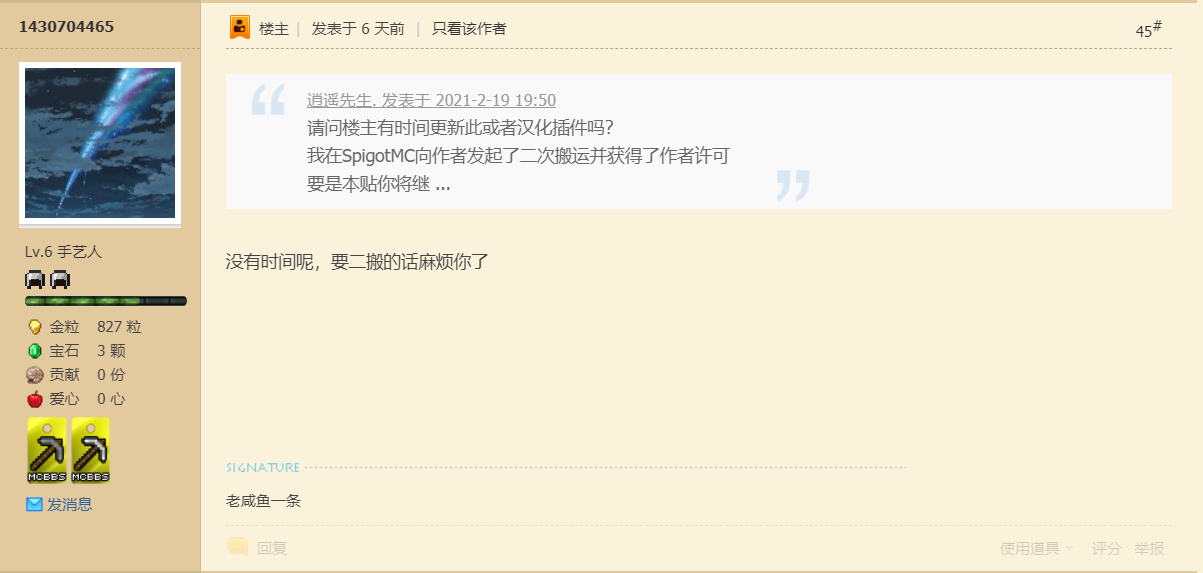 1430704465
楼主 | 发表于 6 天前 | 只看该作者
45#
逍遥先生. 发表于 2021-2-19 19:50
请问楼主有时间更新此或者汉化插件吗?
我在SpigotMC向作者发起了二次搬运并获得了作者许可
要是本贴你将继 ...
没有时间呢，要二搬的话麻烦你了
Lv.6 手艺人
金粒 827 粒
宝石 3 颗
贡献 0 份
爱心 0 心
MCBBS MCBBS
发消息
SIGNATURE
老咸鱼一条
回复
使用道具 评分 举报